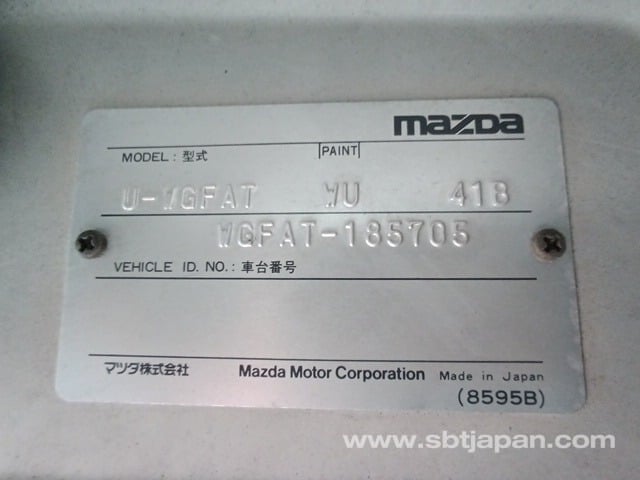 mazda
MODEL : 型式 PAINT
U-WGFAT WU 41B
WGFAT-185705
VEHICLE ID. NO. : 車台番号
マツダ株式会社 Mazda Motor Corporation Made in Japan
(8595B)
www.sbtjapan.com